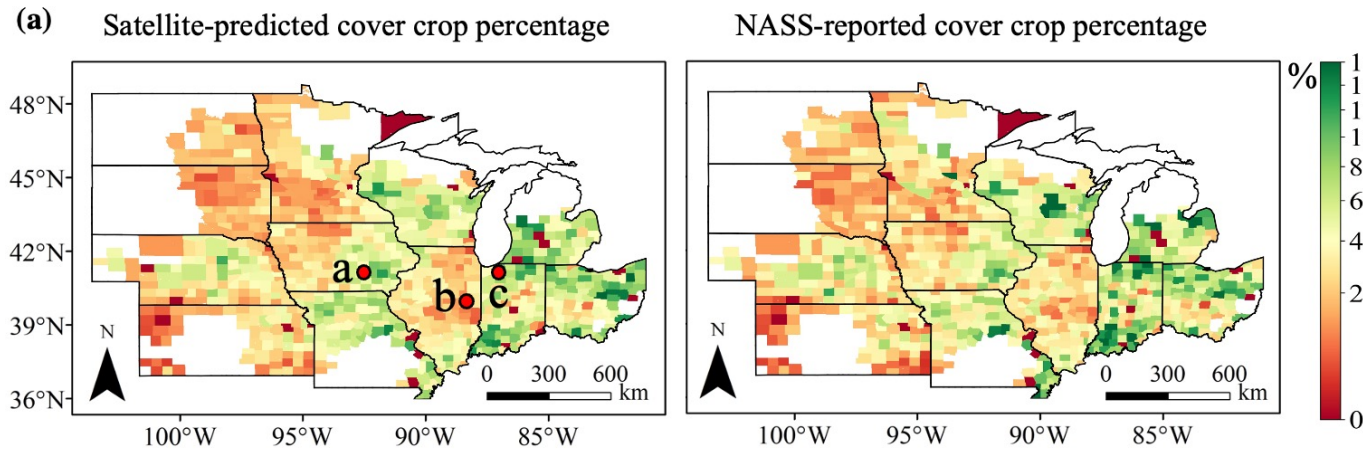 (a) Satellite-predicted cover crop percentage
NASS-reported cover crop percentage
%
1
1
1
1
8
6
4
2
0
48°N
45°N
42°N
39°N
36°N
a
b
c
N
0 300 600
km
100°W 95°W 90°W 85°W
N
0 300 600
km
100°W 95°W 90°W 85°W